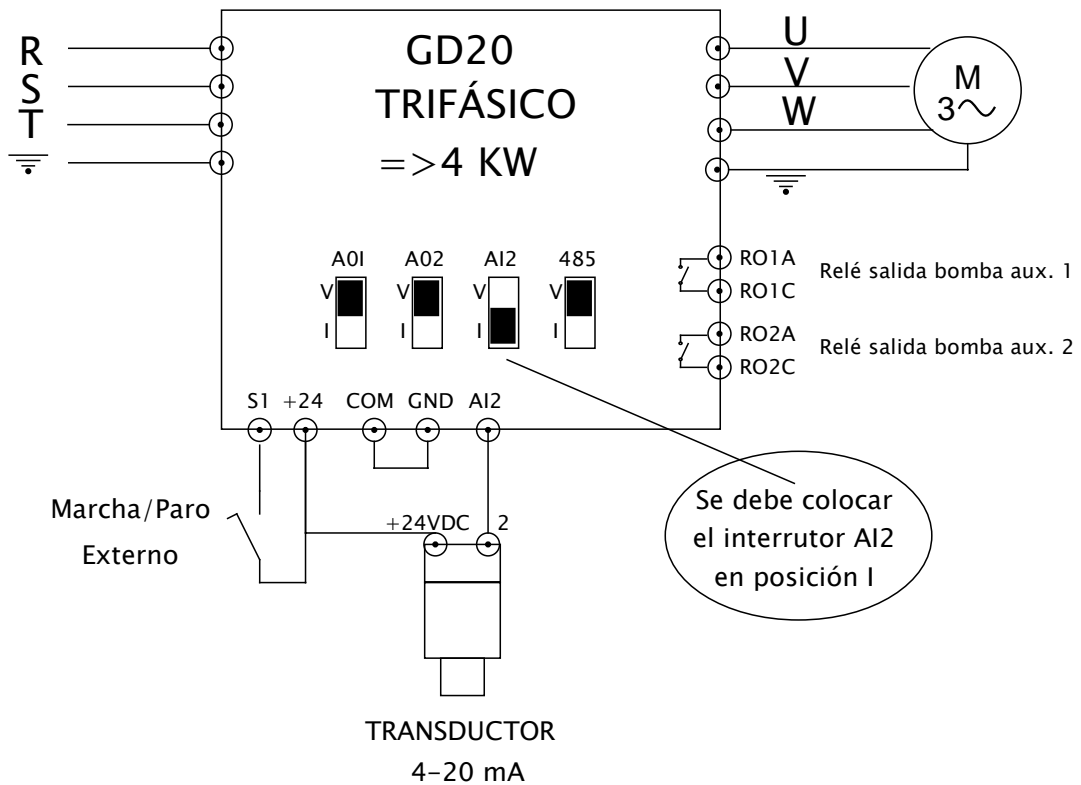 GD20
TRIFÁSICO
=>4 KW
R
S
T
U
V
W
M
3
A0I
A02
AI2
485
V
I
V
I
V
I
V
I
RO1A
RO1C
Relé salida bomba aux. 1
RO2A
RO2C
Relé salida bomba aux. 2
S1
+24
COM
GND
AI2
Marcha/Paro
Externo
+24VDC
2
Se debe colocar
el interrutor AI2
en posición I
TRANSDUCTOR
4-20 mA